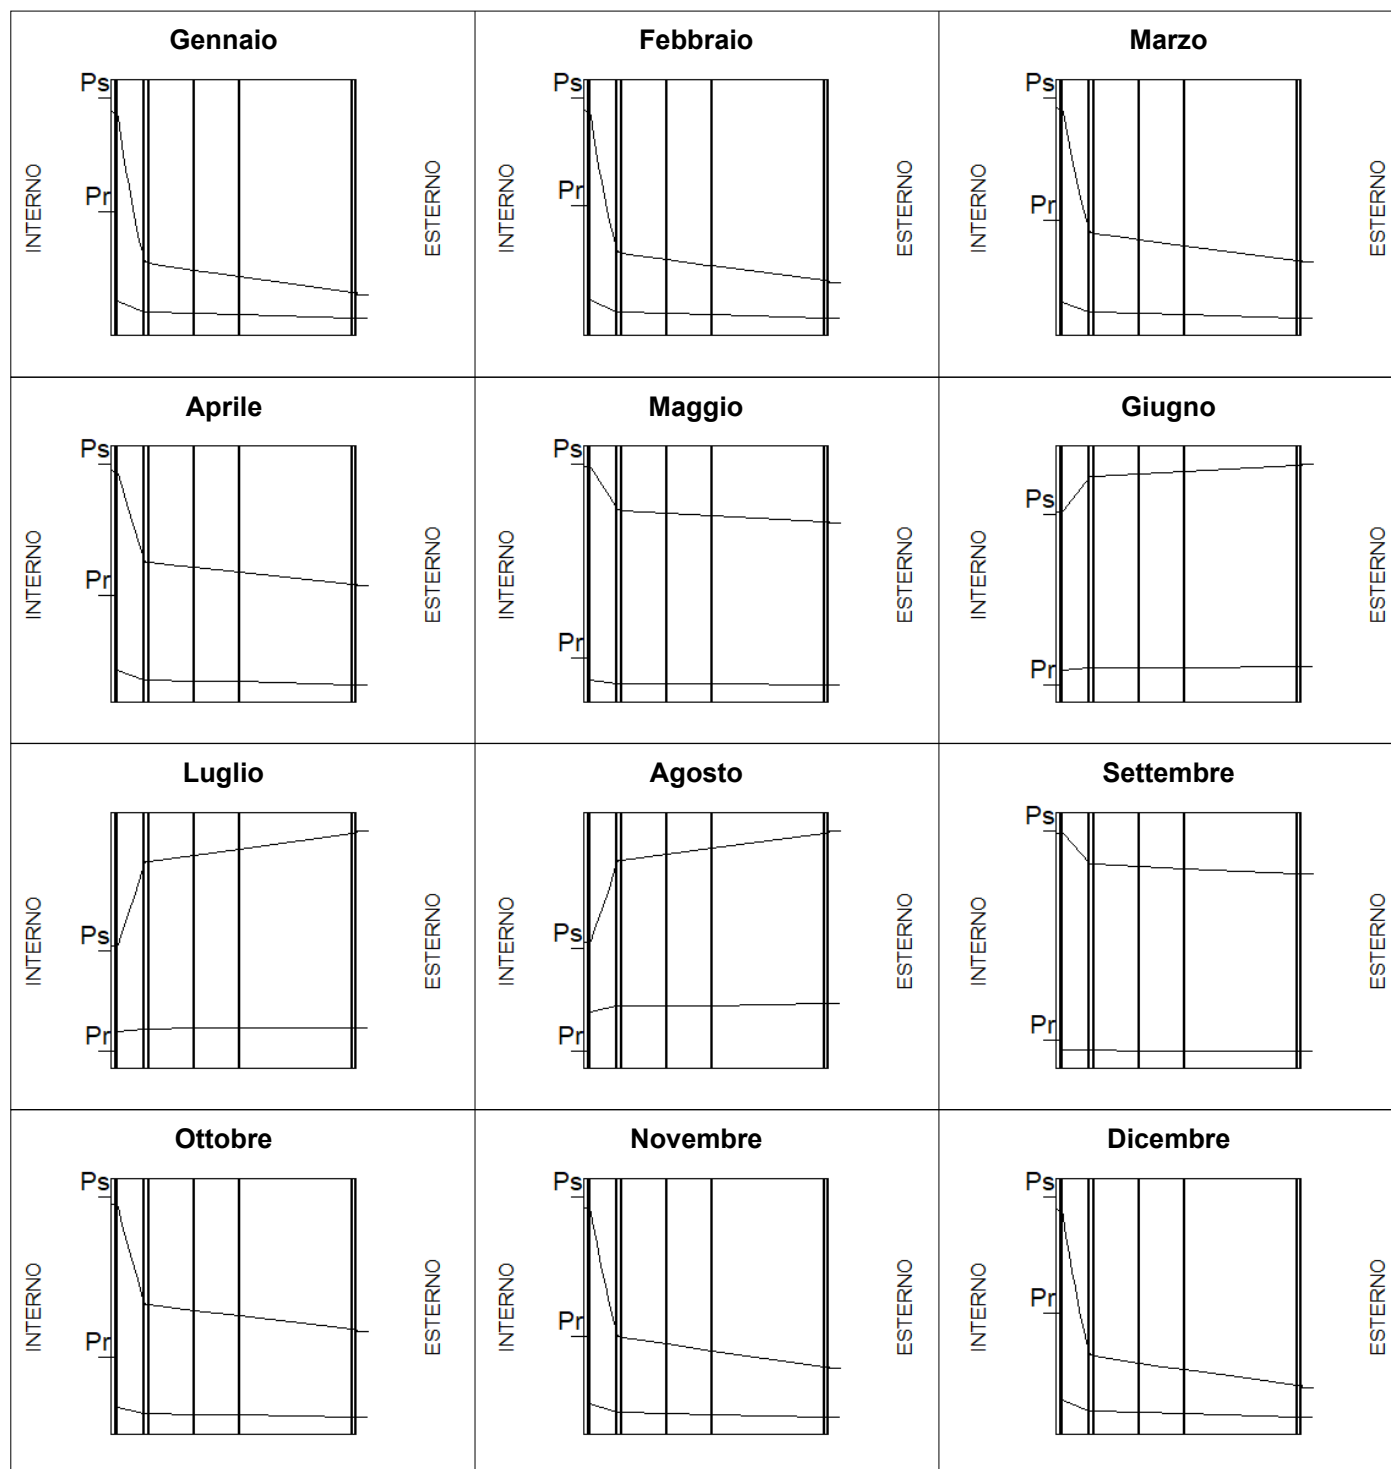 Gennaio
Febbraio
Marzo
Ps
Pr
INTERNO
ESTERNO
Ps
Pr
INTERNO
ESTERNO
Ps
Pr
INTERNO
ESTERNO
Aprile
Maggio
Giugno
Ps
Pr
INTERNO
ESTERNO
Ps
Pr
INTERNO
ESTERNO
Ps
Pr
INTERNO
ESTERNO
Luglio
Agosto
Settembre
Ps
Pr
INTERNO
ESTERNO
Ps
Pr
INTERNO
ESTERNO
Ps
Pr
INTERNO
ESTERNO
Ottobre
Novembre
Dicembre
Ps
Pr
INTERNO
ESTERNO
Ps
Pr
INTERNO
ESTERNO
Ps
Pr
INTERNO
ESTERNO